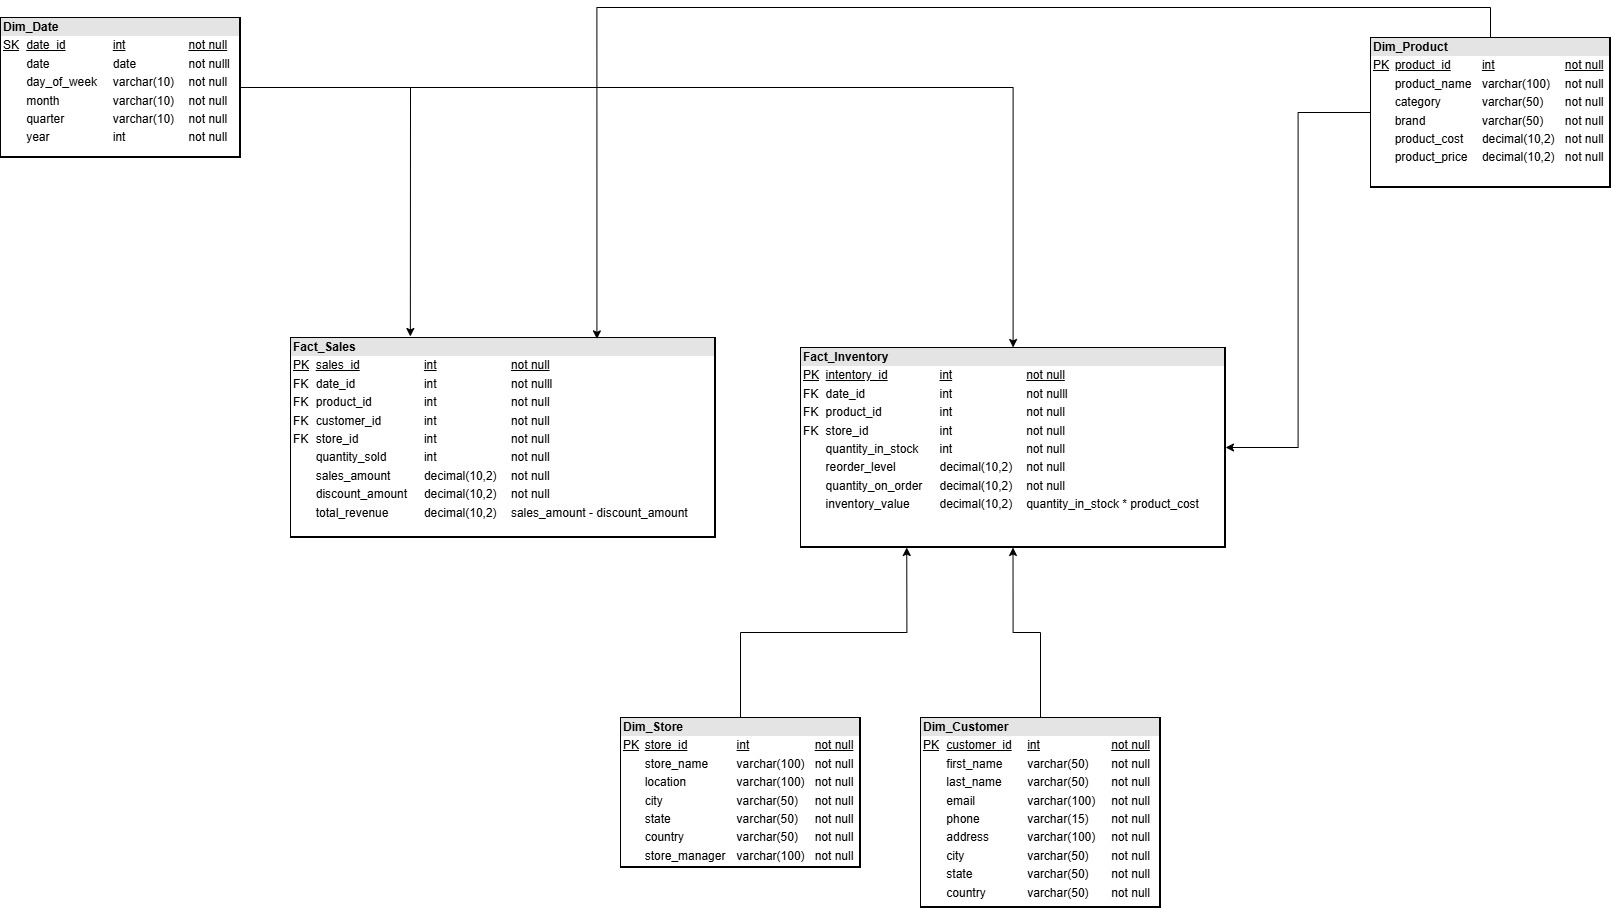 Dim_Date
SK date_id int not null
date date not nulll
day_of_week varchar(10) not null
month varchar(10) not null
quarter varchar(10) not null
year int not null
Dim_Product
PK product_id int not null
product_name varchar(100) not null
category varchar(50) not null
brand varchar(50) not null
product_cost decimal(10,2) not null
product_price decimal(10,2) not null
Fact_Sales
PK sales_id int not null
FK date_id int not nulll
FK product_id int not null
FK customer_id int not null
FK store_id int not null
quantity_sold int not null
sales_amount decimal(10,2) not null
discount_amount decimal(10,2) not null
total_revenue decimal(10,2) sales_amount - discount_amount
Fact_Inventory
PK intentory_id int not null
FK date_id int not nulll
FK product_id int not null
FK store_id int not null
quantity_in_stock int not null
reorder_level decimal(10,2) not null
quantity_on_order decimal(10,2) not null
inventory_value decimal(10,2) quantity_in_stock * product_cost
Dim_Store
PK store_id int not null
store_name varchar(100) not null
location varchar(100) not null
city varchar(50) not null
state varchar(50) not null
country varchar(50) not null
store_manager varchar(100) not null
Dim_Customer
PK customer_id int not null
first_name varchar(50) not null
last_name varchar(50) not null
email varchar(100) not null
phone varchar(15) not null
address varchar(100) not null
city varchar(50) not null
state varchar(50) not null
country varchar(50) not null